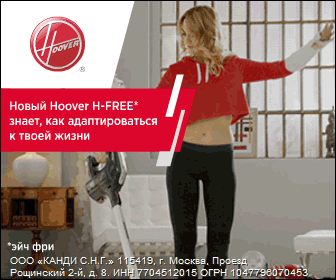 HOOVER
®
Новый Hoover H-FREE*
знает, как адаптироваться
к твоей жизни
*эйч фри
ООО «КАНДИ С.Н.Г.» 115419, г. Москва, Проезд
Рощинский 2-й, д. 8. ИНН 7704512015 ОГРН 1047796070453